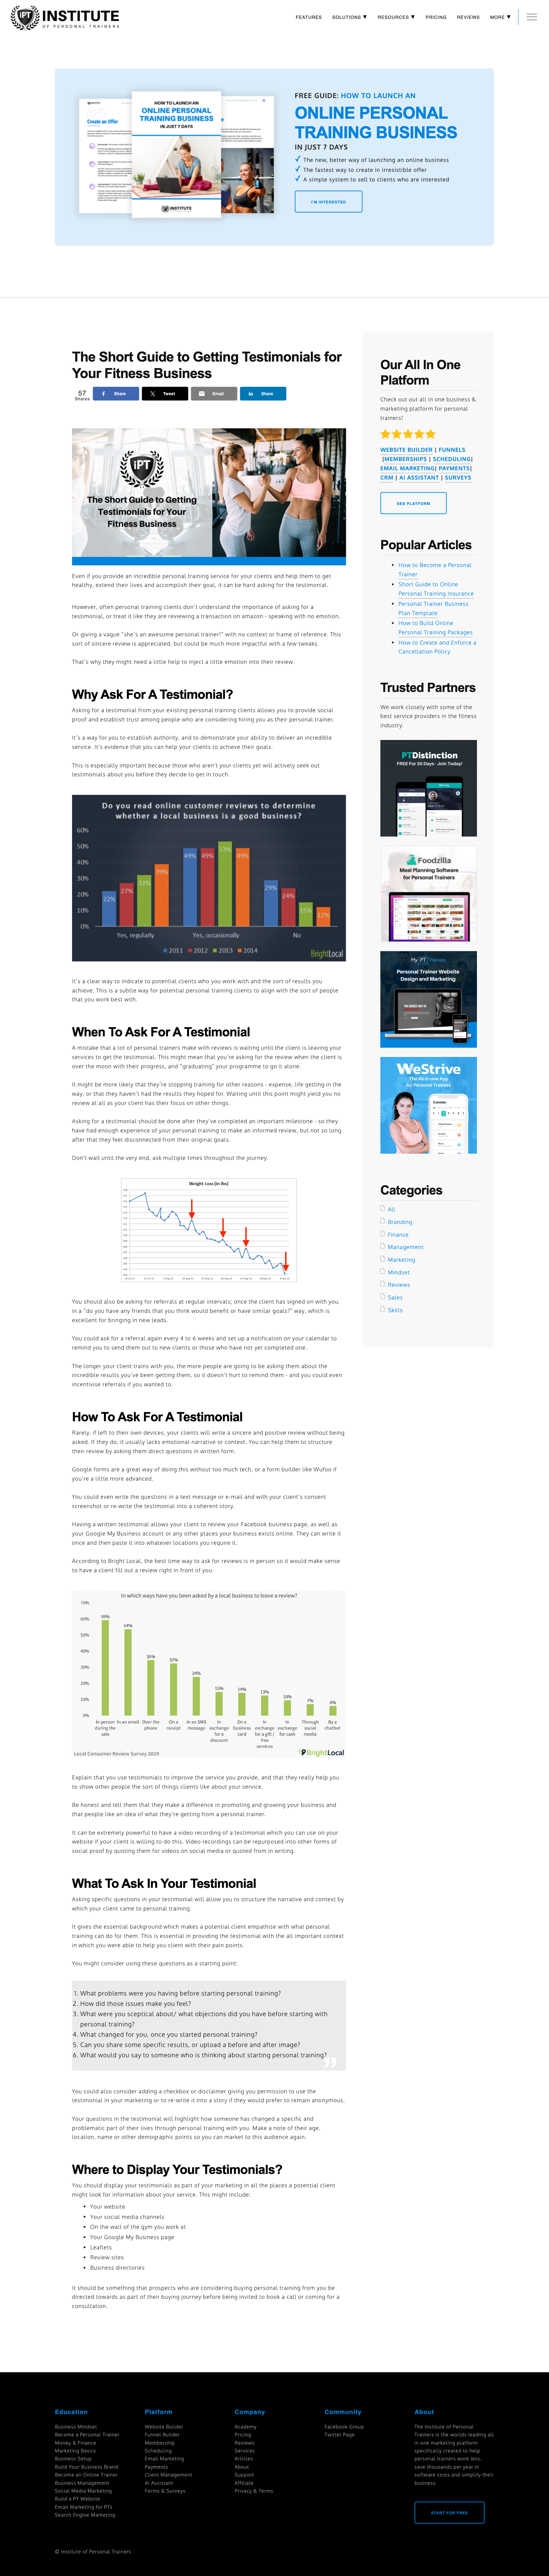 IPT INSTITUTE
OF PERSONAL TRAINERS
FEATURES SOLUTIONS ▼ RESOURCES ▼ PRICING REVIEWS MORE ▼
Create an Offer
HOW TO LAUNCH AN
ONLINE PERSONAL
TRAINING BUSINESS
IN JUST 7 DAYS
INSTITUTE
FREE GUIDE: HOW TO LAUNCH AN
ONLINE PERSONAL
TRAINING BUSINESS
IN JUST 7 DAYS
The new, better way of launching an online business
The fastest way to create in irresistible offer
A simple system to sell to clients who are interested
I'M INTERESTED
The Short Guide to Getting Testimonials for
Your Fitness Business
57
Shares
Share
Tweet
Email
Share
IPT
The Short Guide to Getting
Testimonials for Your
Fitness Business
Even if you provide an incredible personal training service for your clients and help them to get
healthy, exceed their lives and accomplish their goal, it can be hard asking for the testimonial.
However, often personal trainers don't understand the importance of asking for a
testimonial, or treat it as more of an obligation than a promotion - speaking with no emotion.
Or giving a vague "she's an awesome personal trainer!" with no context or frame of reference. This
sort of social proof can be made more impactful with a few tweaks.
That's why they might need a little help to inject a little emotion into their review.
Why Ask For A Testimonial?
Asking for a testimonial from your existing personal training clients allows you to provide social
proof and establish trust among people who are considering hiring you as their personal trainer.
It's a way for you to establish authority, and to demonstrate your ability to deliver an incredible
service. It's evidence that you can help your clients to achieve their goals.
This is especially important because those who aren't your clients yet will actively seek out
testimonials about you before they decide to get in touch.
Do you read online customer reviews to determine
whether a local business is a good business?
60%
50%
40%
30%
20%
10%
0%
22% 27% 32% 39%
49% 49% 53% 49%
29% 24% 15% 12%
Yes, regularly Yes, occasionally No
2011 2012 2013 2014
BrightLocal
It's a clear way to indicate to potential clients who you work with and the sort of results you
achieve. This is a subtle way for potential personal training clients to align with the sort of people
that you work best with.
When To Ask For A Testimonial
A mistake that a lot of personal trainers make with reviews is waiting until the client is leaving your
services to get the testimonial. This might mean that you're asking for a review when the client is
over the moon with their progress, and "graduating" your programme to go it alone.
It might be more likely that they're stopping training for other reasons - expense, life getting in the
way, or that they haven't had the results they hoped for. Waiting until this point might yield you no
review at all as your client has their focus on other things.
Asking for a testimonial should be done after they've completed an important milestone - so they
have had enough experience of your personal training to make an informed review, but not so long
after that they feel disconnected from their original goals.
Don't wait until the very end, ask multiple times throughout the journey.
Weight Loss (in lbs)
You should also be asking for referrals at regular intervals; once the client has signed on with you,
in a "do you have any friends that you think would benefit or have similar goals?" way, which is
excellent for bringing in new leads.
You could ask for a referral again every 4 to 6 weeks and set up a notification on your calendar to
remind you to send them out to new clients or those who have not yet completed one.
The longer your client trains with you, the more people are going to be asking them about the
incredible results you've been getting them, so it doesn't hurt to remind them - and you could even
incentivise referrals if you wanted to.
How To Ask For A Testimonial
Rarely, if left to their own devices, your clients will write a sincere and positive review without being
asked. If they do, it usually lacks emotional narrative or context. You can help them to structure
their review by asking them direct questions in written form.
Google forms are a great way of doing this without too much tech, or a form builder like Wufoo if
you're a little more advanced.
You could even write the questions in a text message or e-mail and with your client's consent
screenshot or re-write the testimonial into a coherent story.
Having a written testimonial allows your client to review your Facebook business page, as well as
your Google My Business account or any other places your business exists online. They can write it
once and then paste it into whatever locations you require it.
According to Bright Local, the best time way to ask for reviews is in person so it would make sense
to have a client fill out a review right in front of you.
In which ways have you been asked by a local business to leave a review?
70%
60%
50%
40%
30%
20%
10%
0%
59% 54% 35% 32% 24% 15% 14% 13% 10% 7% 6%
In person during the sale
In an email
Over the phone
On a receipt
In an SMS message
In exchange for a discount
On a business card
In exchange for a gift / free services
In exchange for cash
Through social media
By a chatbot
Local Consumer Review Survey 2019
BrightLocal
Explain that you use testimonials to improve the service you provide, and that they really help you
to show other people the sort of things clients like about your service.
Be honest and tell them that they make a difference in promoting and growing your business and
that people like an idea of what they're getting from a personal trainer.
It can be extremely powerful to have a video recording of a testimonial which you can use on your
website if your client is willing to do this. Video recordings can be repurposed into other forms of
social proof by quoting them for videos on social media or quoted from in writing.
What To Ask In Your Testimonial
Asking specific questions in your testimonial will allow you to structure the narrative and context by
which your client came to personal training.
It gives the essential background which makes a potential client empathise with what personal
training can do for them. This is essential in providing the testimonial with the all important context
in which you were able to help you client with their pain points.
You might consider using these questions as a starting point:
1. What problems were you having before starting personal training?
2. How did those issues make you feel?
3. What were you sceptical about/ what objections did you have before starting with
personal training?
4. What changed for you, once you started personal training?
5. Can you share some specific results, or upload a before and after image?
6. What would you say to someone who is thinking about starting personal training?
You could also consider adding a checkbox or disclaimer giving you permission to use the
testimonial in your marketing or to re-write it into a story if they would prefer to remain anonymous.
Your questions in the testimonial will highlight how someone has changed a specific and
problematic part of their lives through personal training with you. Make a note of their age,
location, name or other demographic points so you can market to this audience again.
Where to Display Your Testimonials?
You should display your testimonials as part of your marketing in all the places a potential client
might look for information about your service. This might include:
Your website
Your social media channels
On the wall of the gym you work at
Your Google My Business page
Leaflets
Review sites
Business directories
It should be something that prospects who are considering buying personal training from you be
directed towards as part of their buying journey before being invited to book a call or coming for a
consultation.
Our All In One
Platform
Check out out all in one business &
marketing platform for personal
trainers!
WEBSITE BUILDER | FUNNELS
|MEMBERSHIPS | SCHEDULING|
EMAIL MARKETING| PAYMENTS|
CRM | AI ASSISTANT | SURVEYS
SEE PLATFORM
Popular Articles
How to Become a Personal
Trainer
Short Guide to Online
Personal Training Insurance
Personal Trainer Business
Plan Template
How to Build Online
Personal Training Packages
How to Create and Enforce a
Cancellation Policy
Trusted Partners
We work closely with some of the
best service providers in the fitness
industry.
PTDistinction
FREE For 30 Days - Join Today!
Foodzilla
Meal Planning Software
for Personal Trainers
My PT Website
Personal Trainer Website
Design and Marketing
WeStrive
The All-in-one App
for Personal Trainers
Calendar
Categories
All
Branding
Finance
Management
Marketing
Mindset
Reviews
Sales
Skills
Education
Business Mindset
Become a Personal Trainer
Money & Finance
Marketing Basics
Business Setup
Build Your Business Brand
Become an Online Trainer
Business Management
Social Media Marketing
Build a PT Website
Email Marketing for PTs
Search Engine Marketing
Platform
Website Builder
Funnel Builder
Membership
Scheduling
Email Marketing
Payments
Client Management
AI Assistant
Forms & Surveys
Company
Academy
Pricing
Reviews
Services
Articles
About
Support
Affiliate
Privacy & Terms
Community
Facebook Group
Twitter Page
About
The Institute of Personal
Trainers is the worlds leading all
in one marketing platform
specifically created to help
personal trainers work less,
save thousands per year in
software costs and simplify their
business.
START FOR FREE
© Institute of Personal Trainers